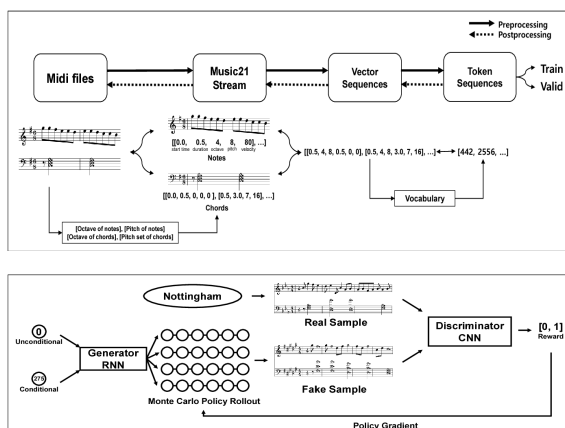 Preprocessing
Postprocessing
Midi files
Music21
Stream
Vector
Sequences
Token
Sequences
Train
Valid
[[0.0, 0.5, 4, 8, 80], ...]
start time duration octave pitch velocity
Notes
[[0.0, 0.5, 0, 0, 0], [0.5, 3.0, 7, 16], ...]
Chords
[[0.5, 4, 8, 0.5, 0, 0], [0.5, 4, 8, 3.0, 7, 16], ...]
[442, 2556, ...]
Vocabulary
[Octave of notes], [Pitch of notes]
[Octave of chords], [Pitch set of chords]
Nottingham
Real Sample
0
Unconditional
Generator
RNN
275
Conditional
Monte Carlo Policy Rollout
Fake Sample
Discriminator
CNN
[0, 1]
Reward
Policy Gradient